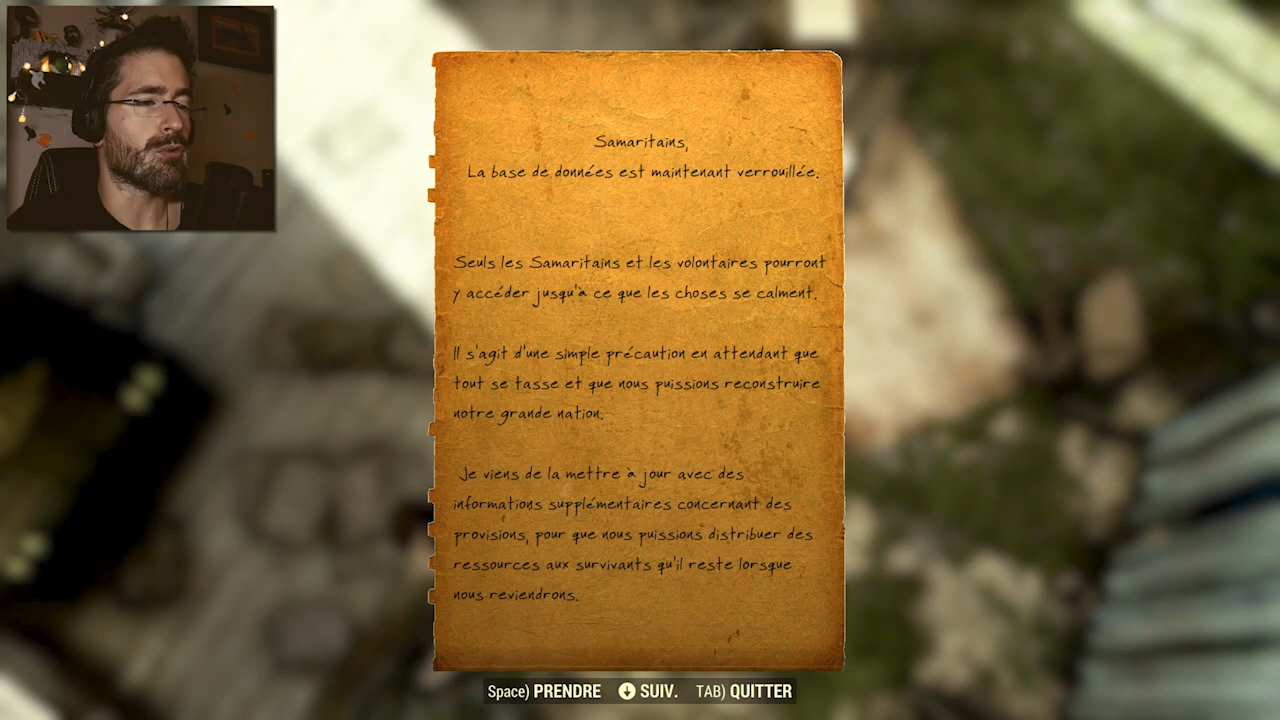 Samaritains,
La base de données est maintenant verrouillée.
Seuls les Samaritains et les volontaires pourront
y accéder jusqu'à ce que les choses se calment.
Il s'agit d'une simple précaution en attendant que
tout se tasse et que nous puissions reconstruire
notre grande nation.
Je viens de la mettre à jour avec des
informations supplémentaires concernant des
provisions, pour que nous puissions distribuer des
ressources aux survivants qu'il reste lorsque
nous reviendrons.
Space) PRENDRE SUIV. TAB) QUITTER